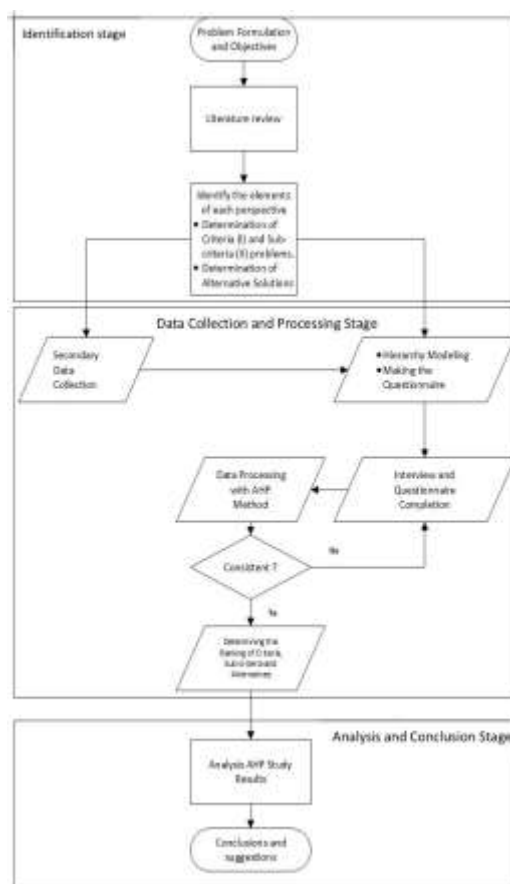 Identification stage
Problem Formulation
and Objectives
Literature review
Identify the elements
of each perspective
• Determination of
Criteria (I) and Sub-
criteria (X) problems.
• Determination of
Alternative Solutions
Data Collection and Processing Stage
Secondary
Data
Collection
• Hierarchy Modeling
• Making the
Questionnaire
Data Processing
with AHP
Method
Interview and
Questionnaire
Completion
Consistent ?
No
Determining the
Ranking of Criteria,
Alternatives
Analysis and Conclusion Stage
Analysis AHP Study
Results
Conclusions and
suggestions